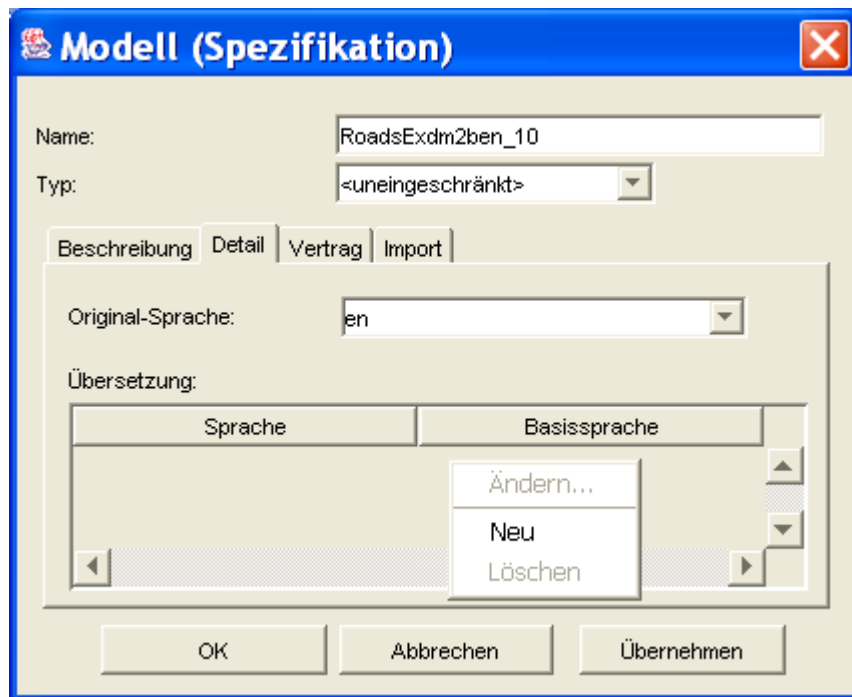 Modell (Spezifikation)
Name: RoadsExdm2ben_10
Typ: <uneingeschränkt>
Beschreibung Detail Vertrag Import
Original-Sprache: en
Übersetzung:
Sprache Basissprache
Ändern...
Neu
Löschen
OK Abbrechen Übernehmen